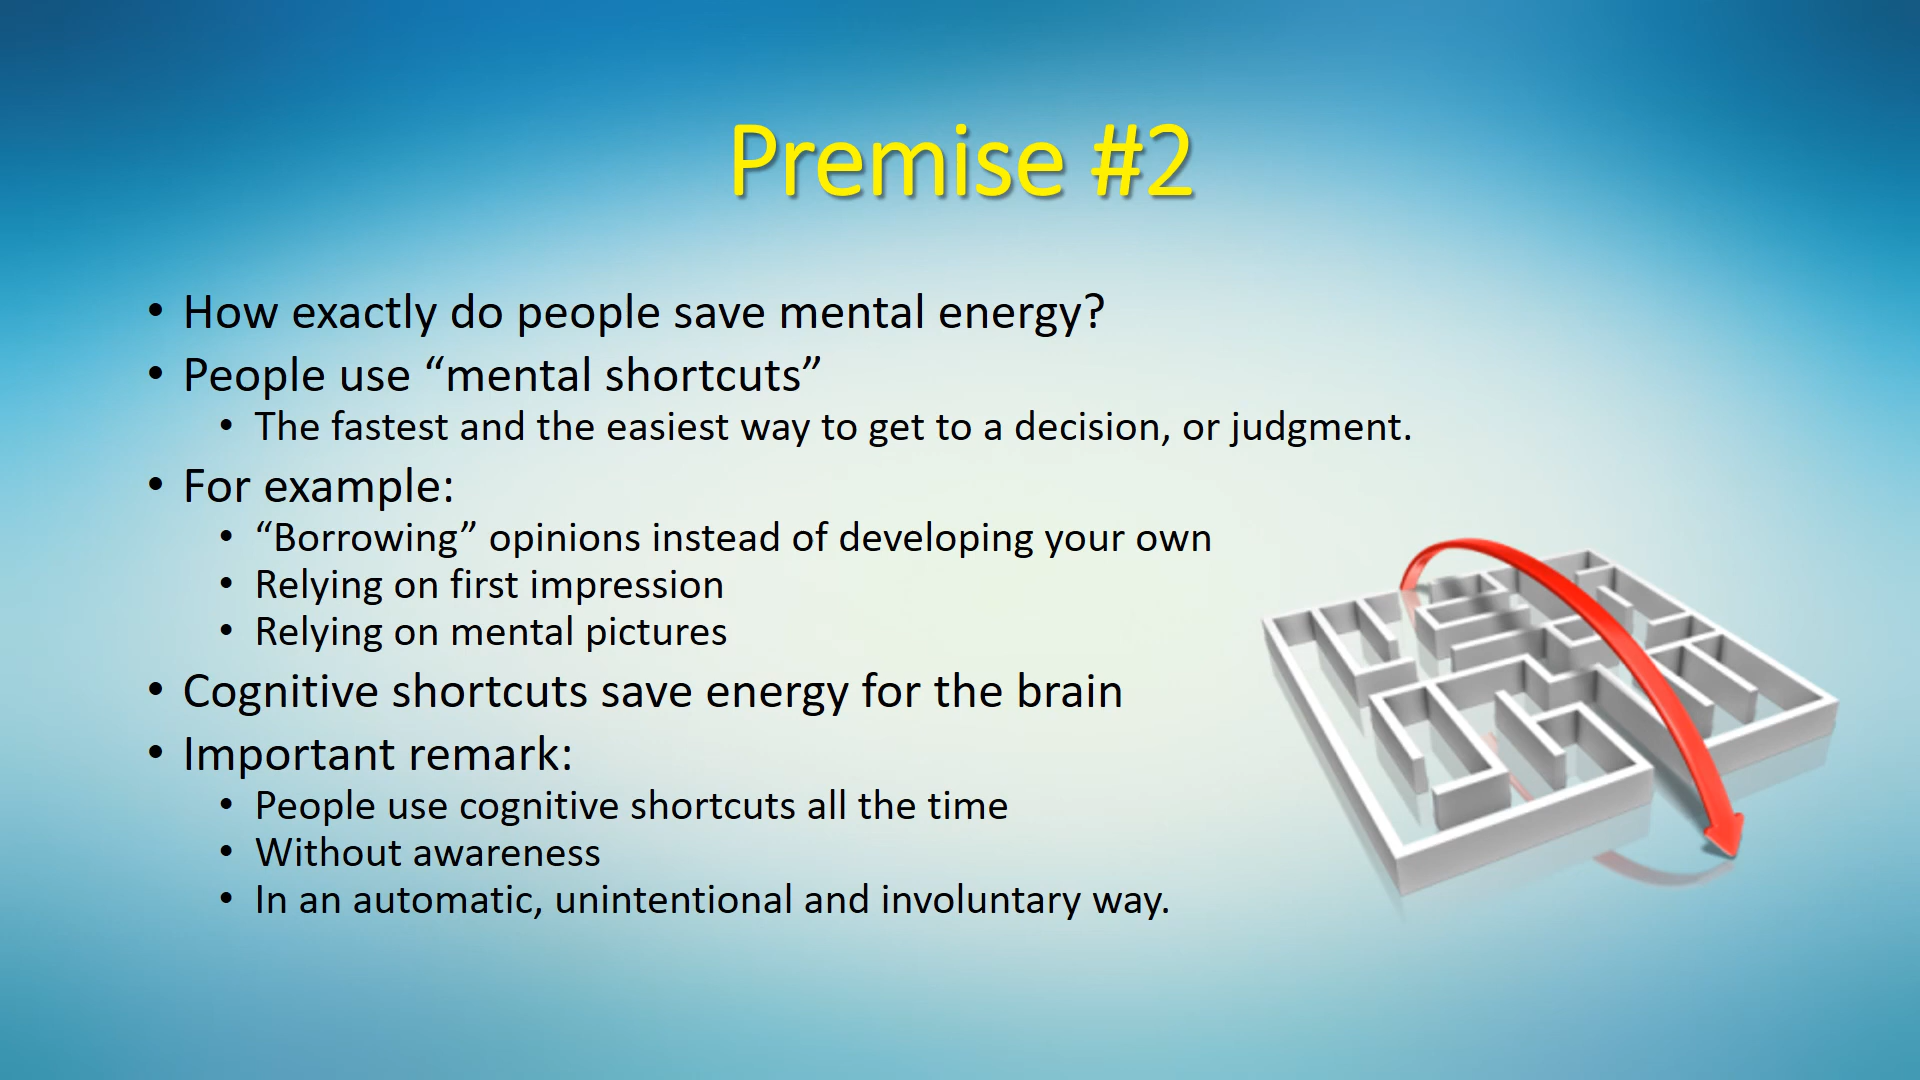 Premise #2
• How exactly do people save mental energy?
• People use “mental shortcuts”
• The fastest and the easiest way to get to a decision, or judgment.
• For example:
• “Borrowing” opinions instead of developing your own
• Relying on first impression
• Relying on mental pictures
• Cognitive shortcuts save energy for the brain
• Important remark:
• People use cognitive shortcuts all the time
• Without awareness
• In an automatic, unintentional and involuntary way.